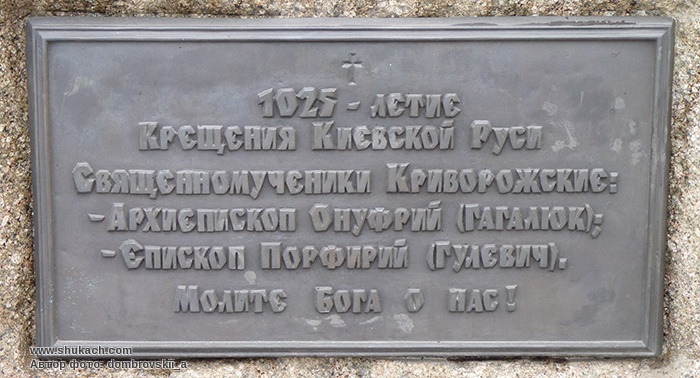 1025 - летие
Крещения Киевской Руси
Священномученики Криворожские:
-Архиепископ Онуфрий (Гагалюк);
-Епископ Порфирий (Гулевич).
Молите Бога о нас!
www.shukach.com
Автор фото: dombrovskii_a